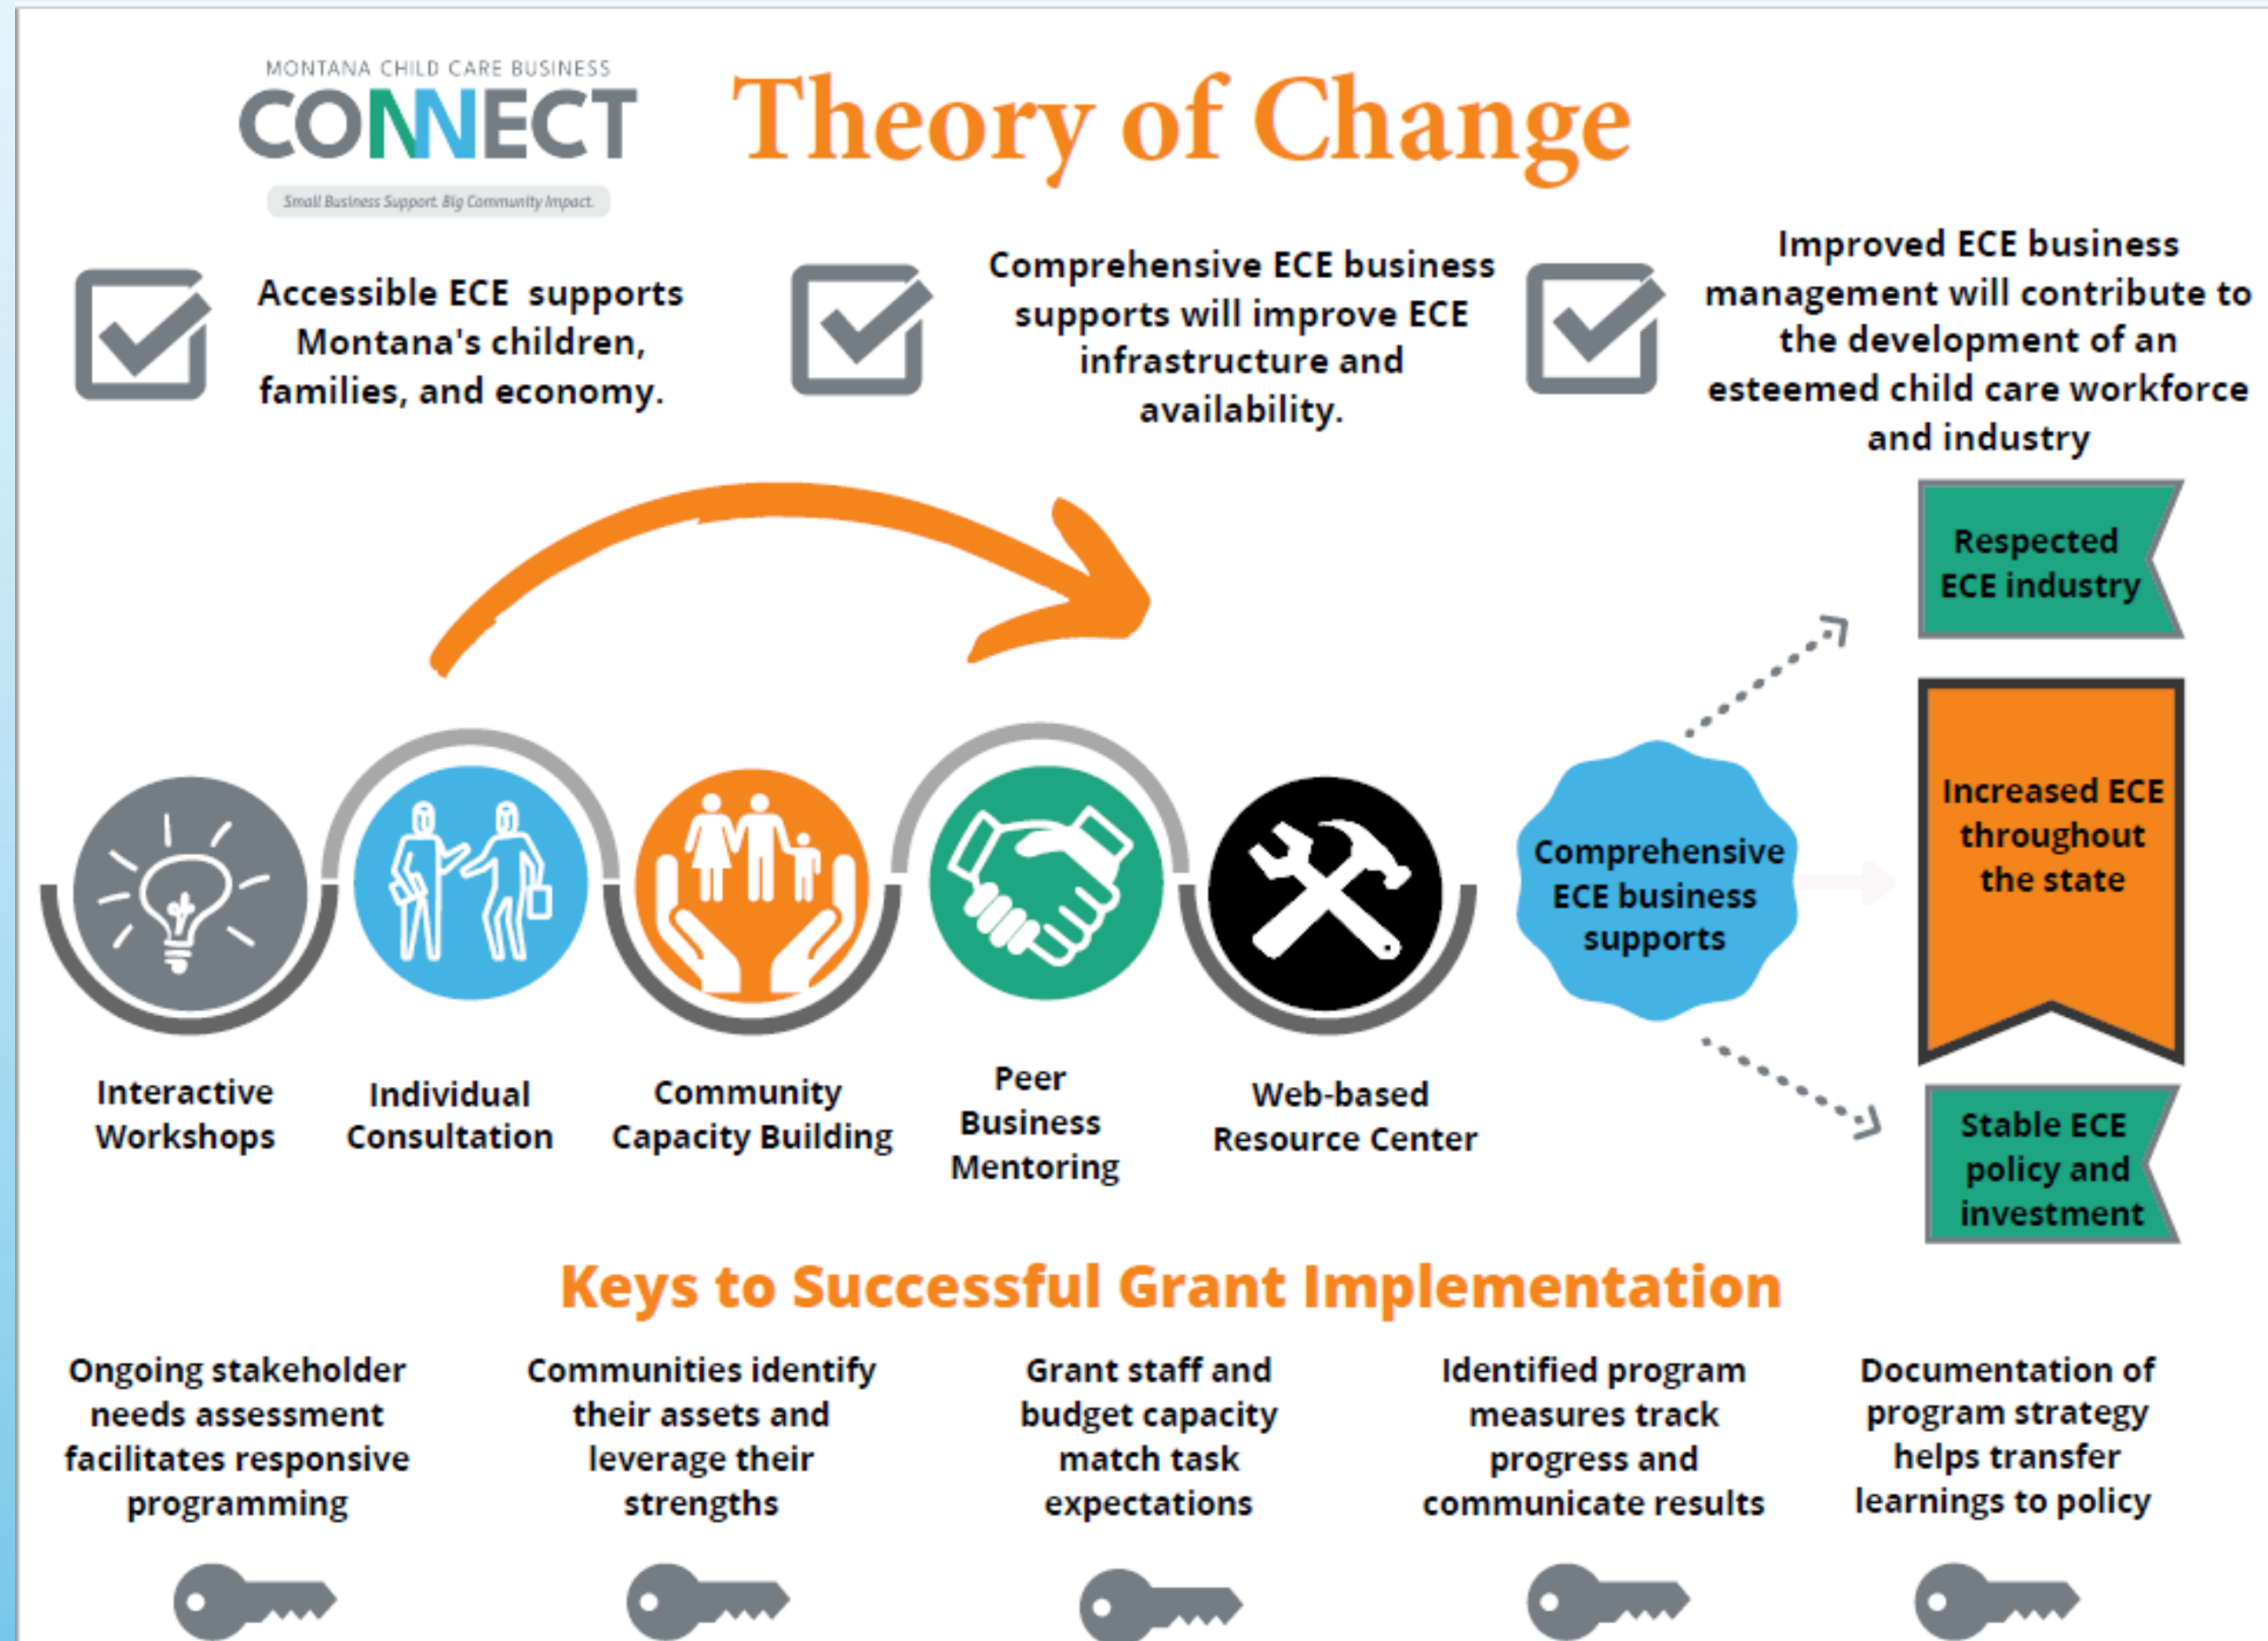 MONTANA CHILD CARE BUSINESS
CONNECT
Small Business Support. Big Community Impact.
Theory of Change
Accessible ECE supports
Montana's children,
families, and economy.
Comprehensive ECE business
supports will improve ECE
infrastructure and
availability.
Improved ECE business
management will contribute to
the development of an
esteemed child care workforce
and industry
Interactive
Workshops
Individual
Consultation
Community
Capacity Building
Peer
Business
Mentoring
Web-based
Resource Center
Comprehensive
ECE business
supports
Respected
ECE industry
Increased ECE
throughout
the state
Stable ECE
policy and
investment
Keys to Successful Grant Implementation
Ongoing stakeholder
needs assessment
facilitates responsive
programming
Communities identify
their assets and
leverage their
strengths
Grant staff and
budget capacity
match task
expectations
Identified program
measures track
progress and
communicate results
Documentation of
program strategy
helps transfer
learnings to policy